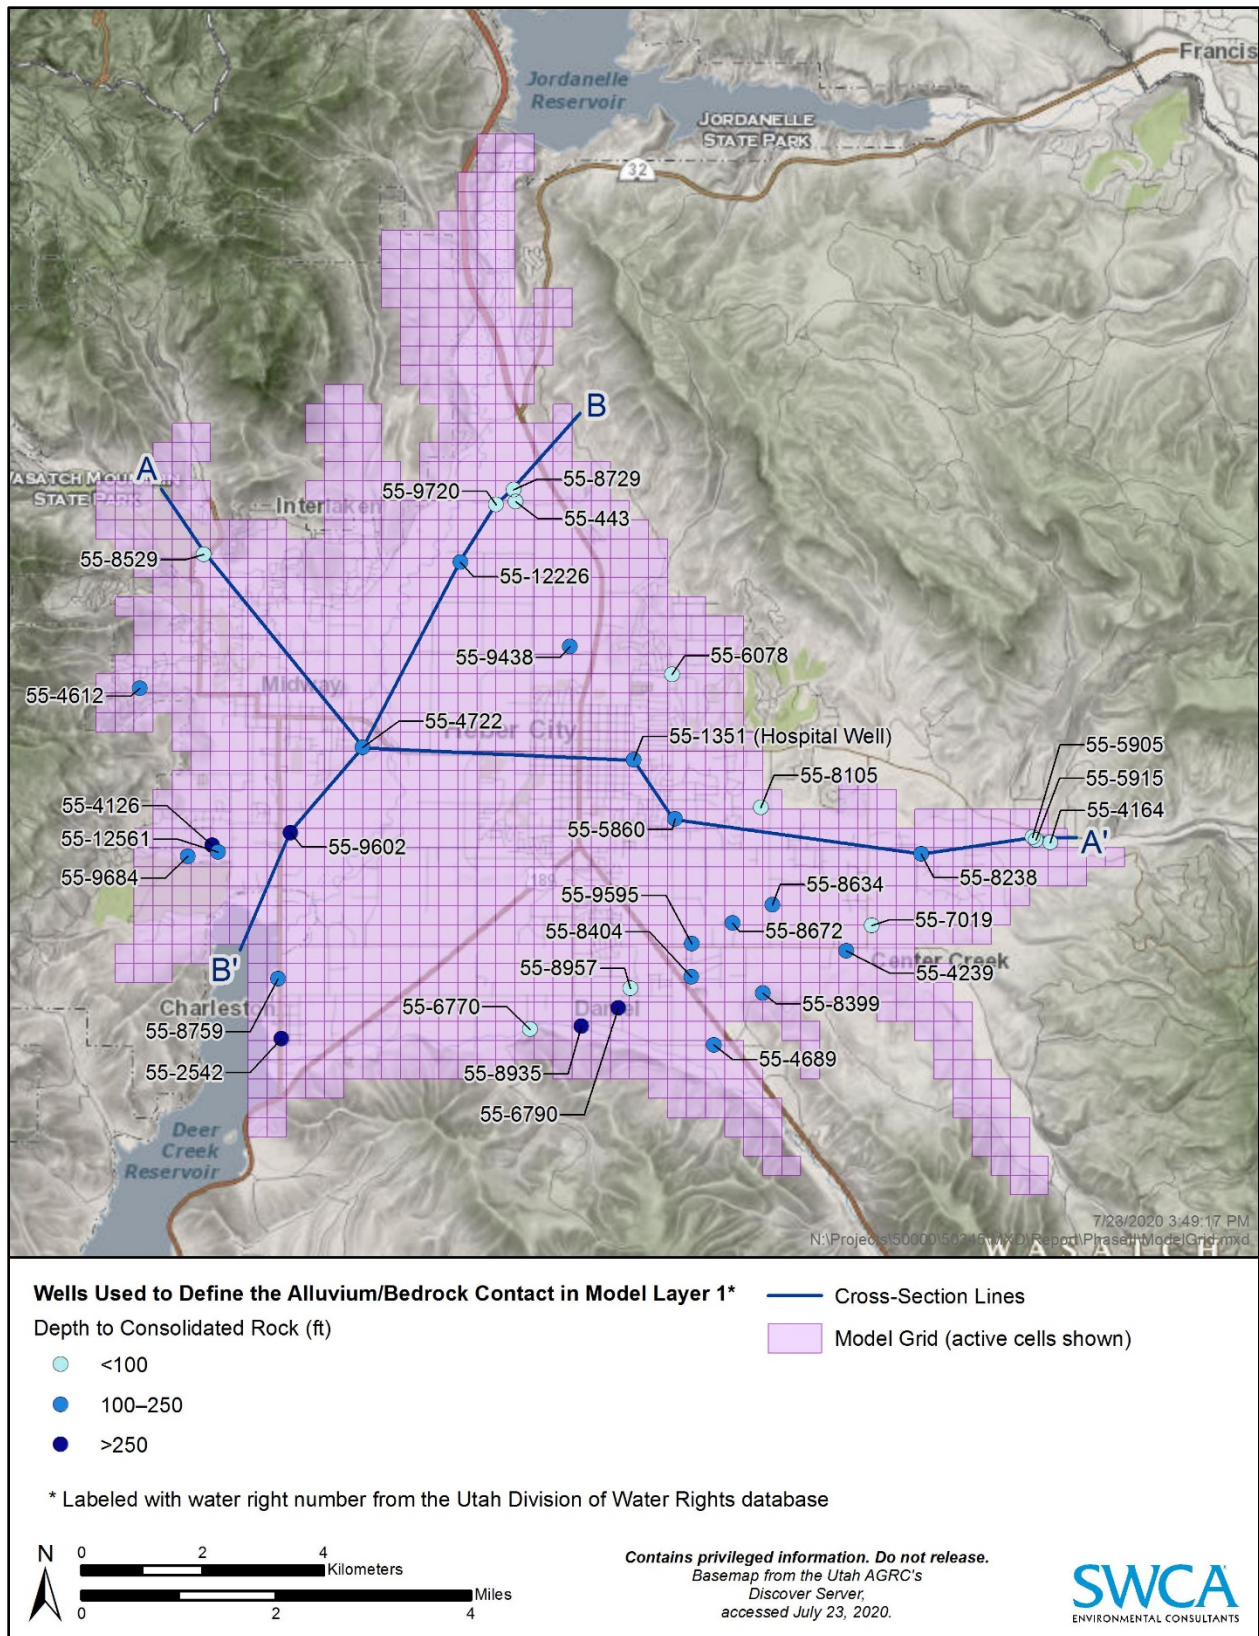 Francis
Jordanelle
Reservoir
JORDANELLE
STATE PARK
32
B
A
WASATCH MOUNTAIN
STATE PARK
Interlaken
55-9720
55-8729
55-443
55-8529
55-12226
55-9438
55-6078
55-4612
Midway
55-4722
Heber City
55-1351 (Hospital Well)
55-5905
55-8105
55-5915
55-4126
55-4164
55-12561
55-5860
A'
55-9602
55-9684
55-8238
189
55-9595
55-8634
55-7019
55-8404
55-8672
Center Creek
B'
55-8957
55-4239
Charleston
55-6770
Daniel
55-8399
55-8759
55-2542
55-8935
55-4689
55-6790
Deer
Creek
Reservoir
7/23/2020 3:49:17 PM
WASATCH
Wells Used to Define the Alluvium/Bedrock Contact in Model Layer 1*
Depth to Consolidated Rock (ft)
<100
100–250
>250
Cross-Section Lines
Model Grid (active cells shown)
* Labeled with water right number from the Utah Division of Water Rights database
N
0 2 4
Kilometers
Miles
0 2 4
Contains privileged information. Do not release.
Basemap from the Utah AGRC's
Discover Server,
accessed July 23, 2020.
SWCA
ENVIRONMENTAL CONSULTANTS